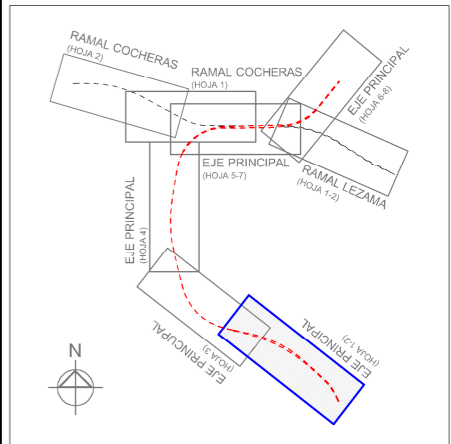 RAMAL COCHERAS
(HOJA 2)
RAMAL COCHERAS
(HOJA 1)
EJE PRINCIPAL
(HOJA 6-8)
EJE PRINCIPAL
(HOJA 5-7)
RAMAL LEZAMA
(HOJA 1-2)
EJE PRINCIPAL
(HOJA 4)
EJE PRINCUPAL
(HOJA 3)
EJE PRINCIPAL
(HOJA 1-2)
N